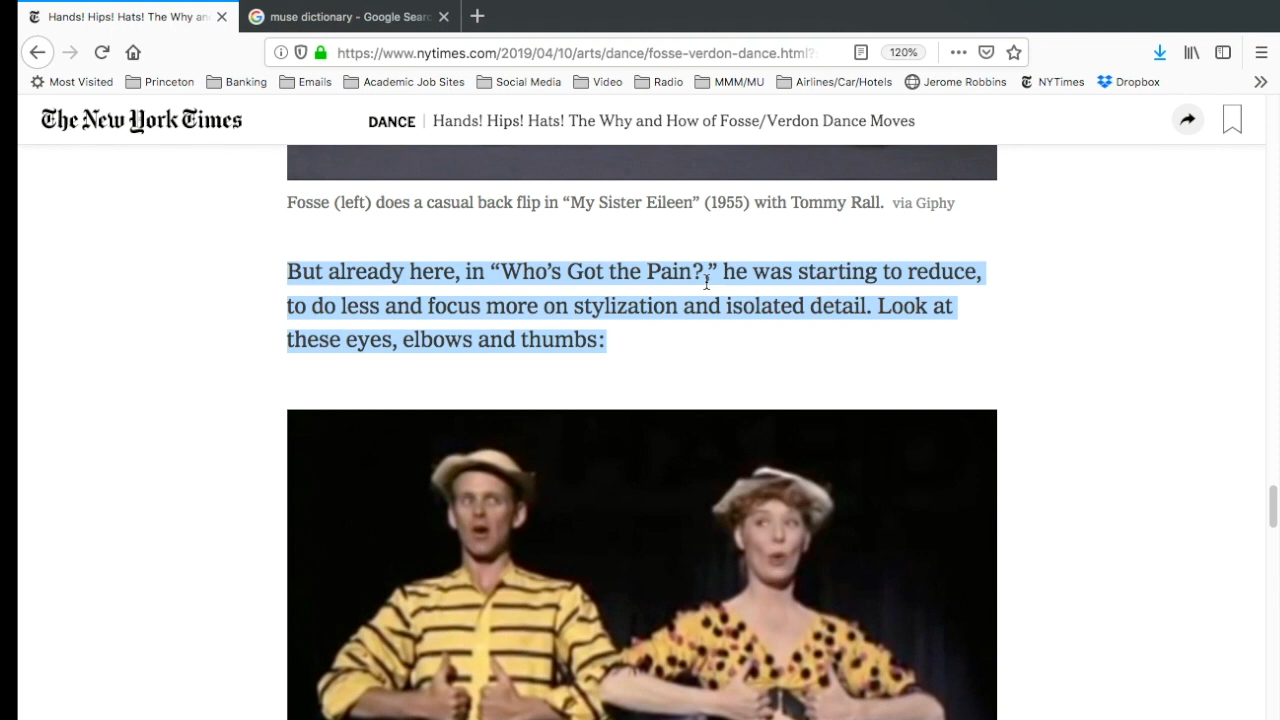 Hands! Hips! Hats! The Why an
muse dictionary - Google Searc
https://www.nytimes.com/2019/04/10/arts/dance/fosse-verdon-dance.html?
120%
Most Visited Princeton Banking Emails Academic Job Sites Social Media Video Radio MMM/MU Airlines/Car/Hotels Jerome Robbins NYTimes Dropbox
The New York Times DANCE Hands! Hips! Hats! The Why and How of Fosse/Verdon Dance Moves
Fosse (left) does a casual back flip in “My Sister Eileen” (1955) with Tommy Rall. via Giphy
But already here, in “Who’s Got the Pain?,” he was starting to reduce,
to do less and focus more on stylization and isolated detail. Look at
these eyes, elbows and thumbs: